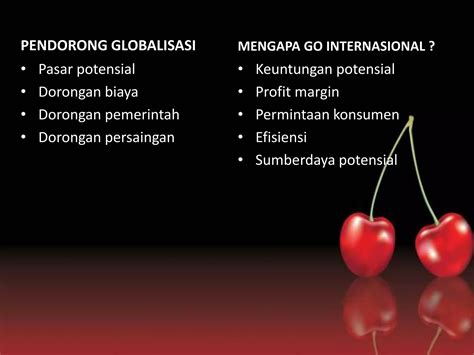 PENDORONG GLOBALISASI
• Pasar potensial
• Dorongan biaya
• Dorongan pemerintah
• Dorongan persaingan
MENGAPA GO INTERNASIONAL ?
• Keuntungan potensial
• Profit margin
• Permintaan konsumen
• Efisiensi
• Sumberdaya potensial